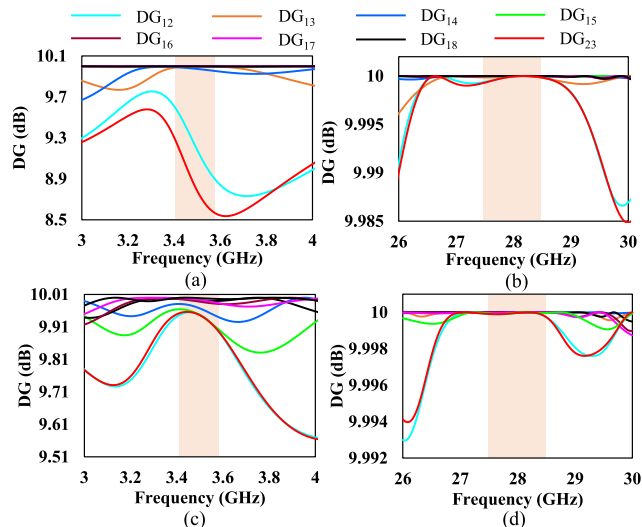 (a) DG₁₂ DG₁₃ (b) DG₁₄ DG₁₅
DG₁₆ DG₁₇ DG₁₈ DG₂₃
10.1
9.7
9.3
8.9
8.5
DG (dB)
3 3.2 3.4 3.6 3.8 4
Frequency (GHz)
(a)
10
9.995
9.99
9.985
DG (dB)
26 27 28 29 30
Frequency (GHz)
(b)
10.01
9.91
9.81
9.71
9.61
9.51
DG (dB)
3 3.2 3.4 3.6 3.8 4
Frequency (GHz)
(c)
10
9.998
9.996
9.994
9.992
DG (dB)
26 27 28 29 30
Frequency (GHz)
(d)